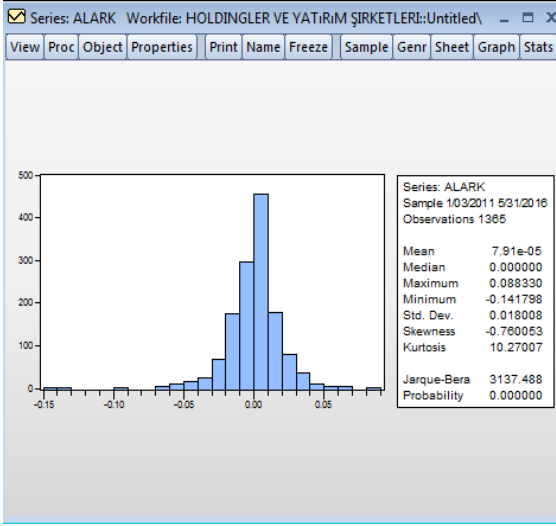 Series: ALARK   Workfile: HOLDINGLER VE YATıRıM ŞIRKETLERI::Untitled\
View Proc Object Properties Print Name Freeze Sample Genr Sheet Graph Stats
500
400
300
200
100
0
-0.15 -0.10 -0.05 0.00 0.05
Series: ALARK
Sample 1/03/2011 5/31/2016
Observations 1365
Mean 7.91e-05
Median 0.000000
Maximum 0.088330
Minimum -0.141798
Std. Dev. 0.018008
Skewness -0.760053
Kurtosis 10.27007
Jarque-Bera 3137.488
Probability 0.000000